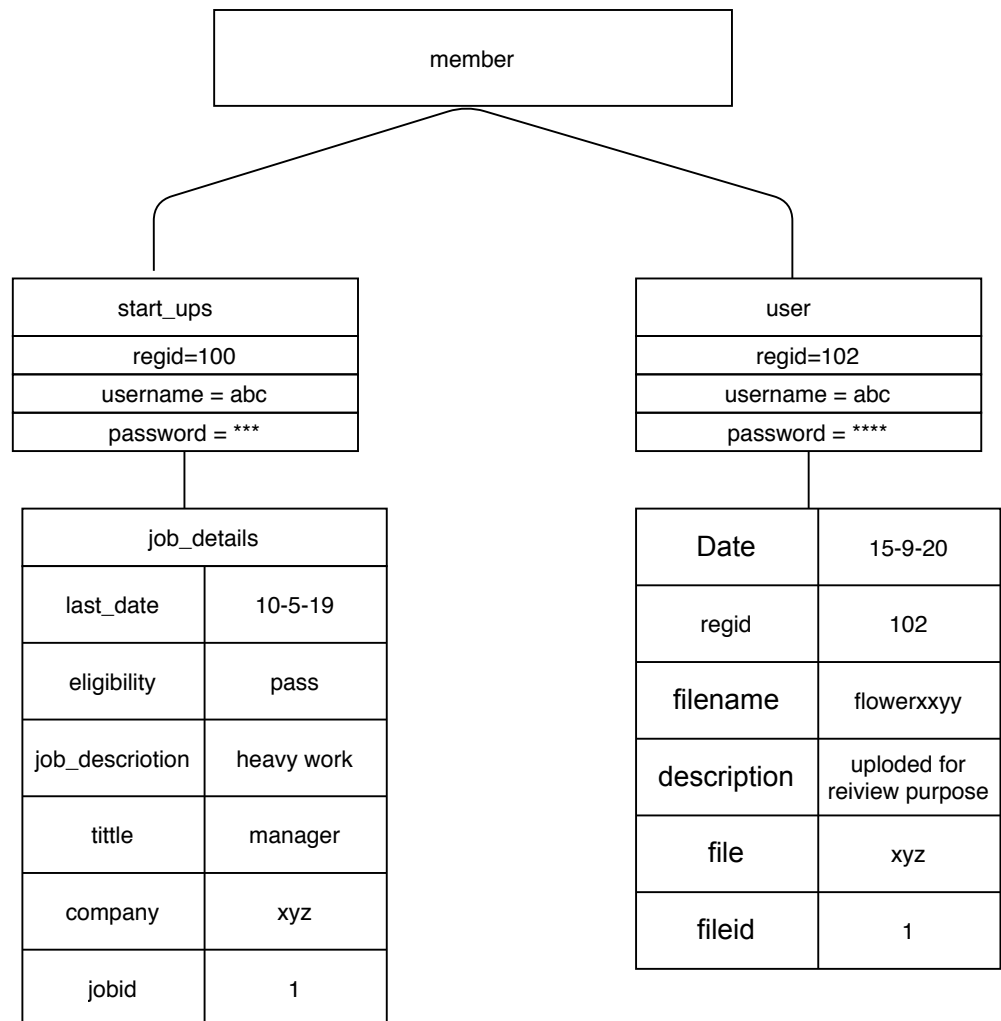 member
start_ups
regid=100
username = abc
password = ***
user
regid=102
username = abc
password = ****
job_details
last_date 10-5-19
eligibility pass
job_descriotion heavy work
tittle manager
company xyz
jobid 1
Date 15-9-20
regid 102
filename flowerxxyy
description uploded for
reiview purpose
file xyz
fileid 1